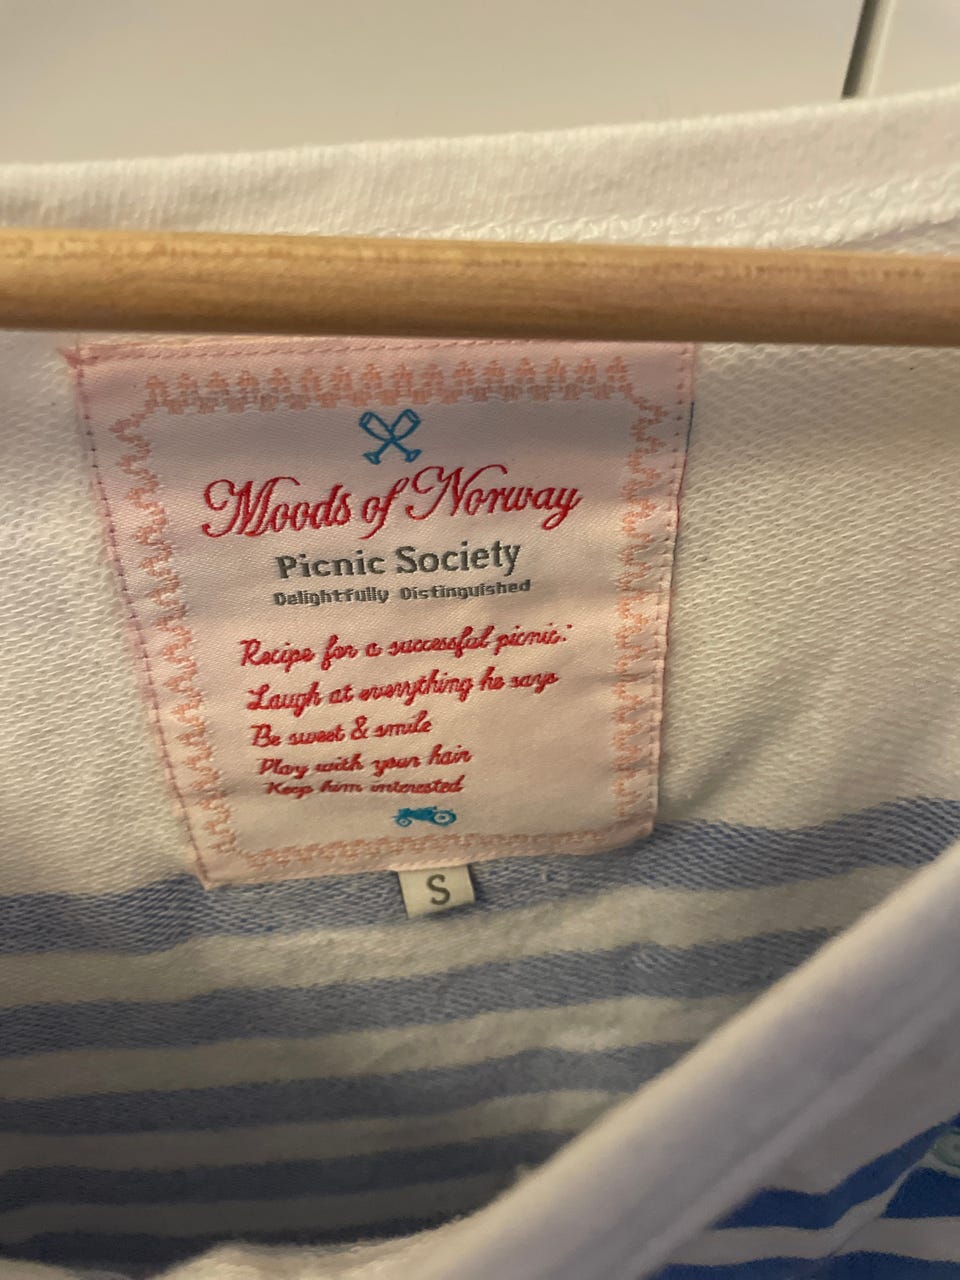 Moods of Norway
Picnic Society
Delightfully Distinguished
Recipe for a successful picnic:
Laugh at everything he says
Be sweet & smile
Play with your hair
Keep him interested
S